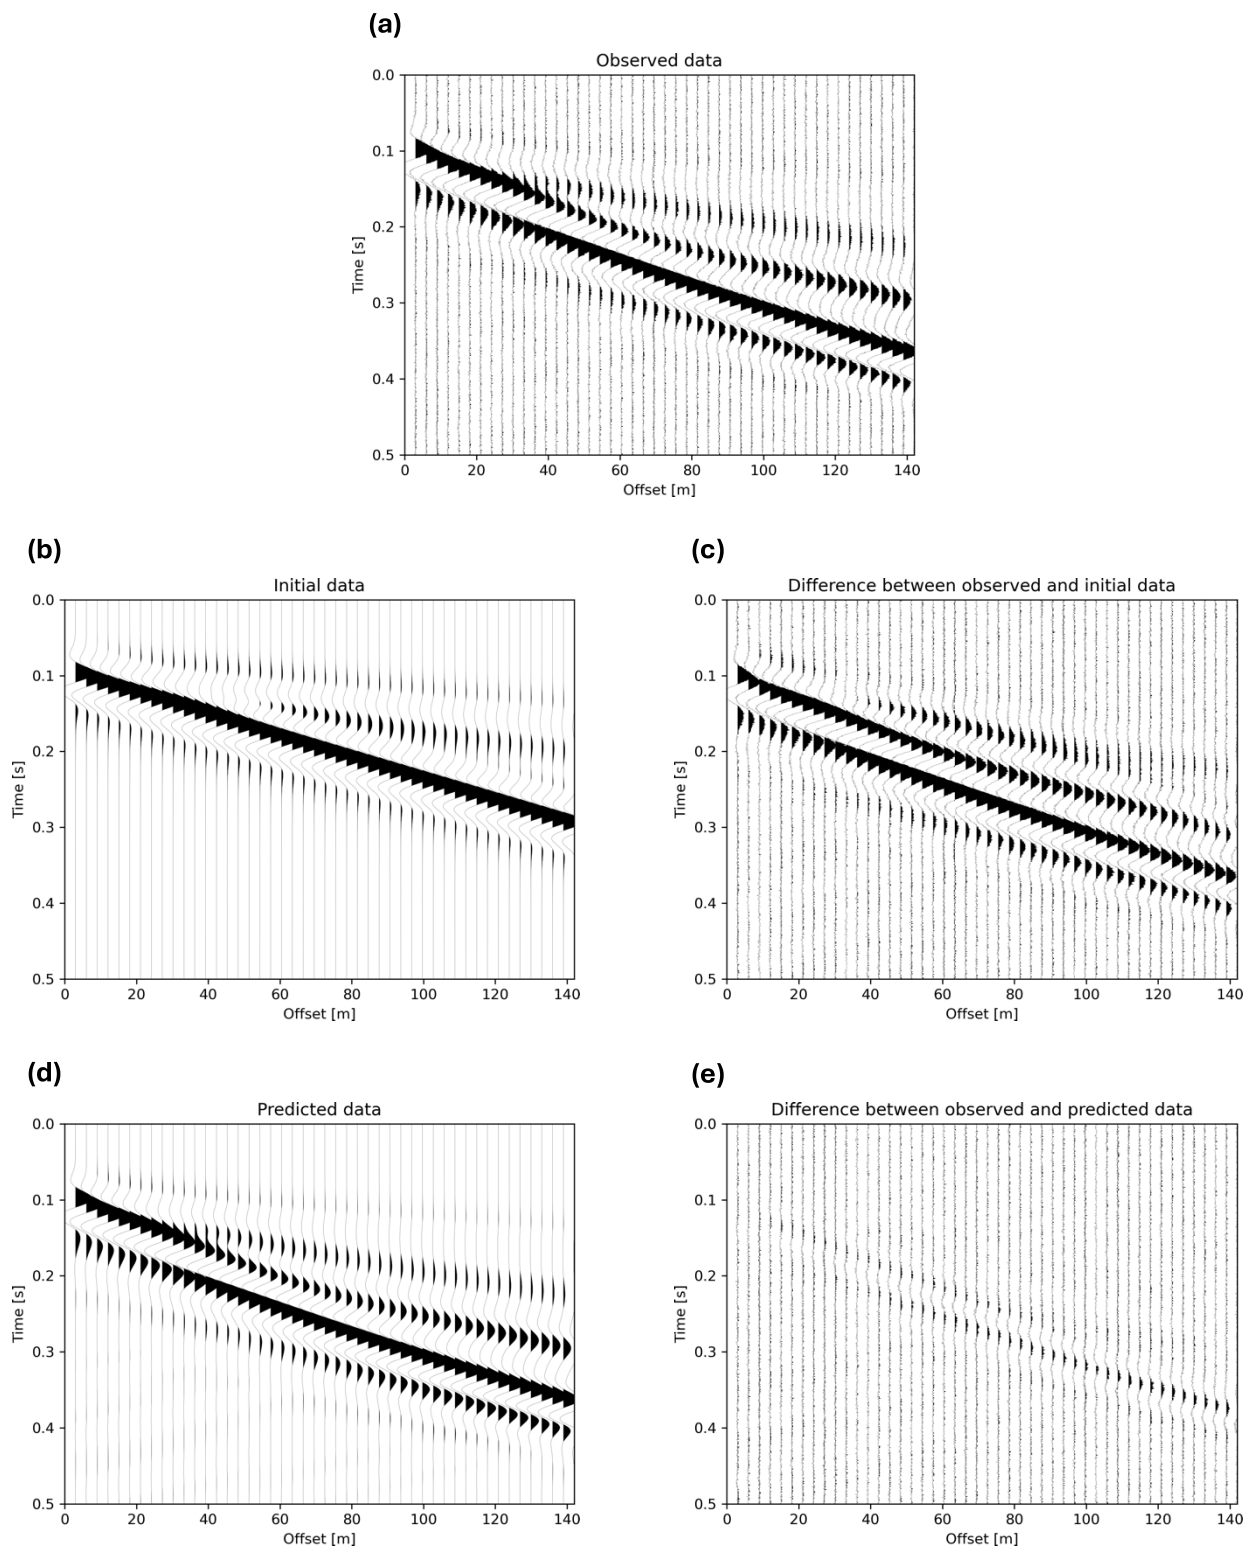 (a)
Observed data
0.0
0.1
0.2
0.3
0.4
0.5
Time [s]
0 20 40 60 80 100 120 140
Offset [m]
(b)
Initial data
0.0
0.1
0.2
0.3
0.4
0.5
Time [s]
0 20 40 60 80 100 120 140
Offset [m]
(c)
Difference between observed and initial data
0.0
0.1
0.2
0.3
0.4
0.5
Time [s]
0 20 40 60 80 100 120 140
Offset [m]
(d)
Predicted data
0.0
0.1
0.2
0.3
0.4
0.5
Time [s]
0 20 40 60 80 100 120 140
Offset [m]
(e)
Difference between observed and predicted data
0.0
0.1
0.2
0.3
0.4
0.5
Time [s]
0 20 40 60 80 100 120 140
Offset [m]